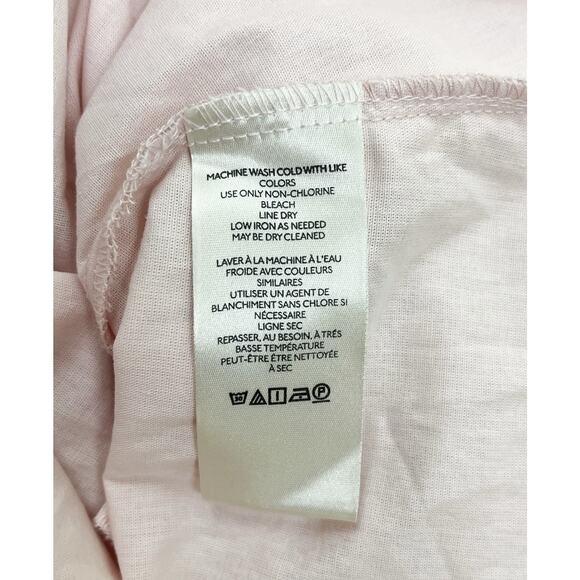 MACHINE WASH COLD WITH LIKE
COLORS
USE ONLY NON-CHLORINE
BLEACH
LINE DRY
LOW IRON AS NEEDED
MAY BE DRY CLEANED
LAVER À LA MACHINE À L'EAU
FROIDE AVEC COULEURS
SIMILAIRES
UTILISER UN AGENT DE
BLANCHIMENT SANS CHLORE SI
NÉCESSAIRE
LIGNE SEC
REPASSER, AU BESOIN, À TRÉS
BASSE TEMPÉRATURE
PEUT-ÊTRE ÊTRE NETTOYÉE
À SEC
30 P